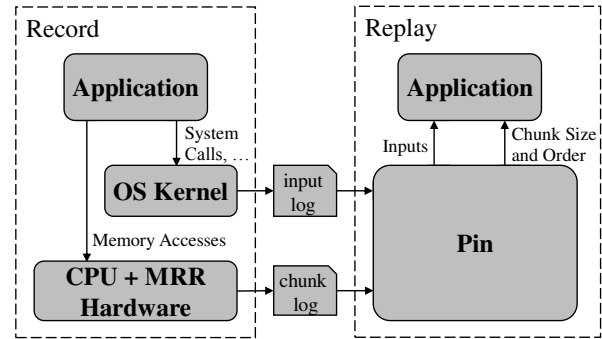 Record
Application
System
Calls, ...
OS Kernel
Memory Accesses
CPU + MRR
Hardware
input
log
chunk
log
Replay
Application
Inputs
Chunk Size
and Order
Pin